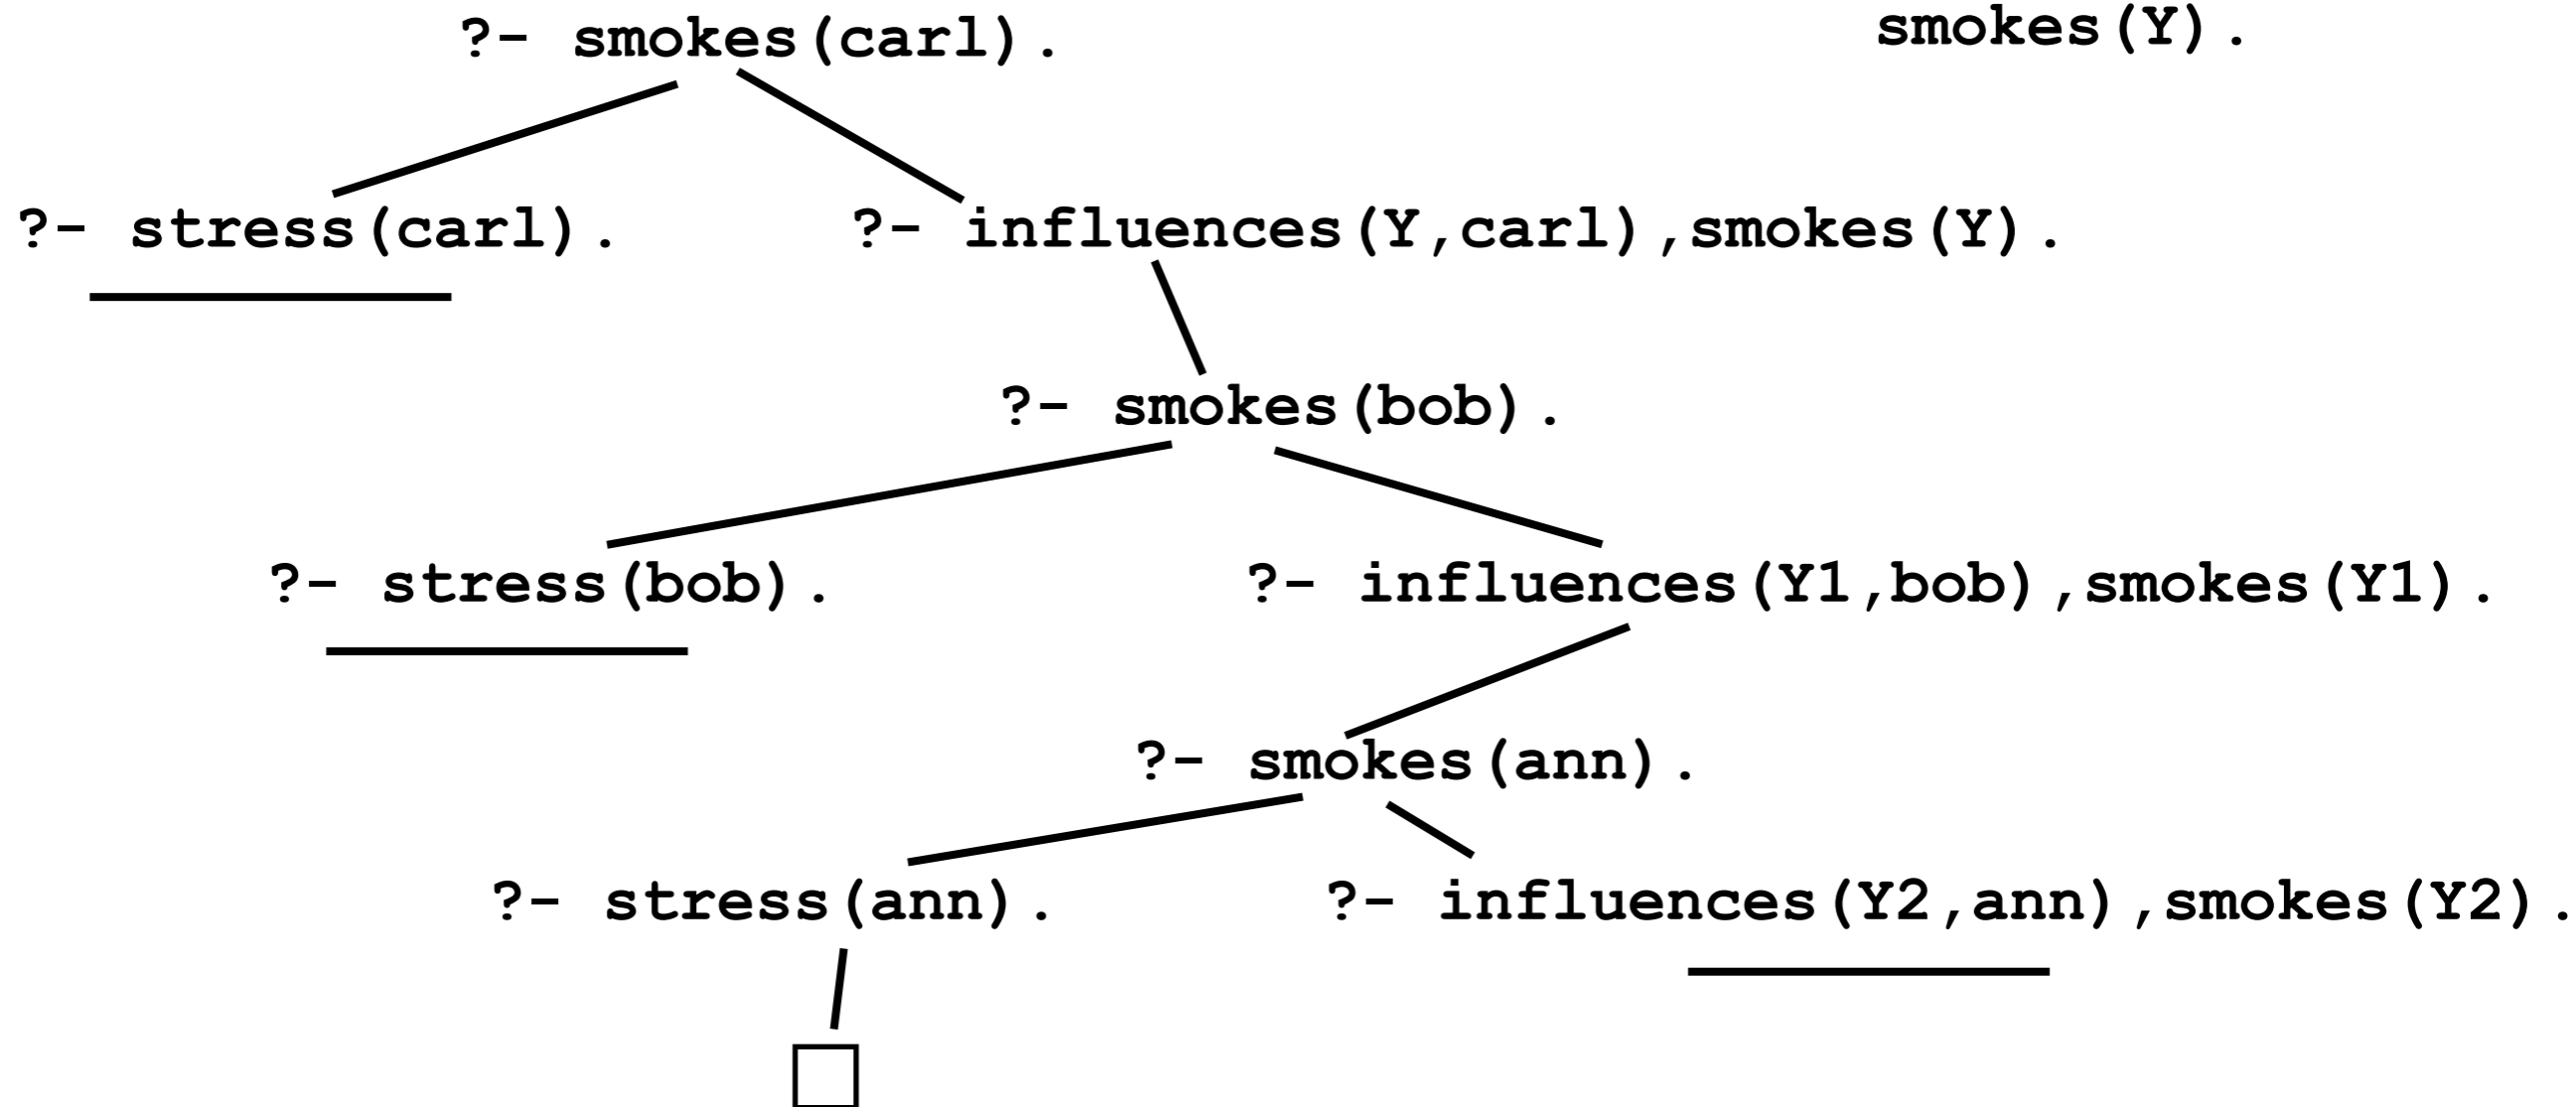 ?- smokes(carl).
smokes(Y).
?- stress(carl).
?- influences(Y,carl),smokes(Y).
?- smokes(bob).
?- stress(bob).
?- influences(Y1,bob),smokes(Y1).
?- smokes(ann).
?- stress(ann).
?- influences(Y2,ann),smokes(Y2).